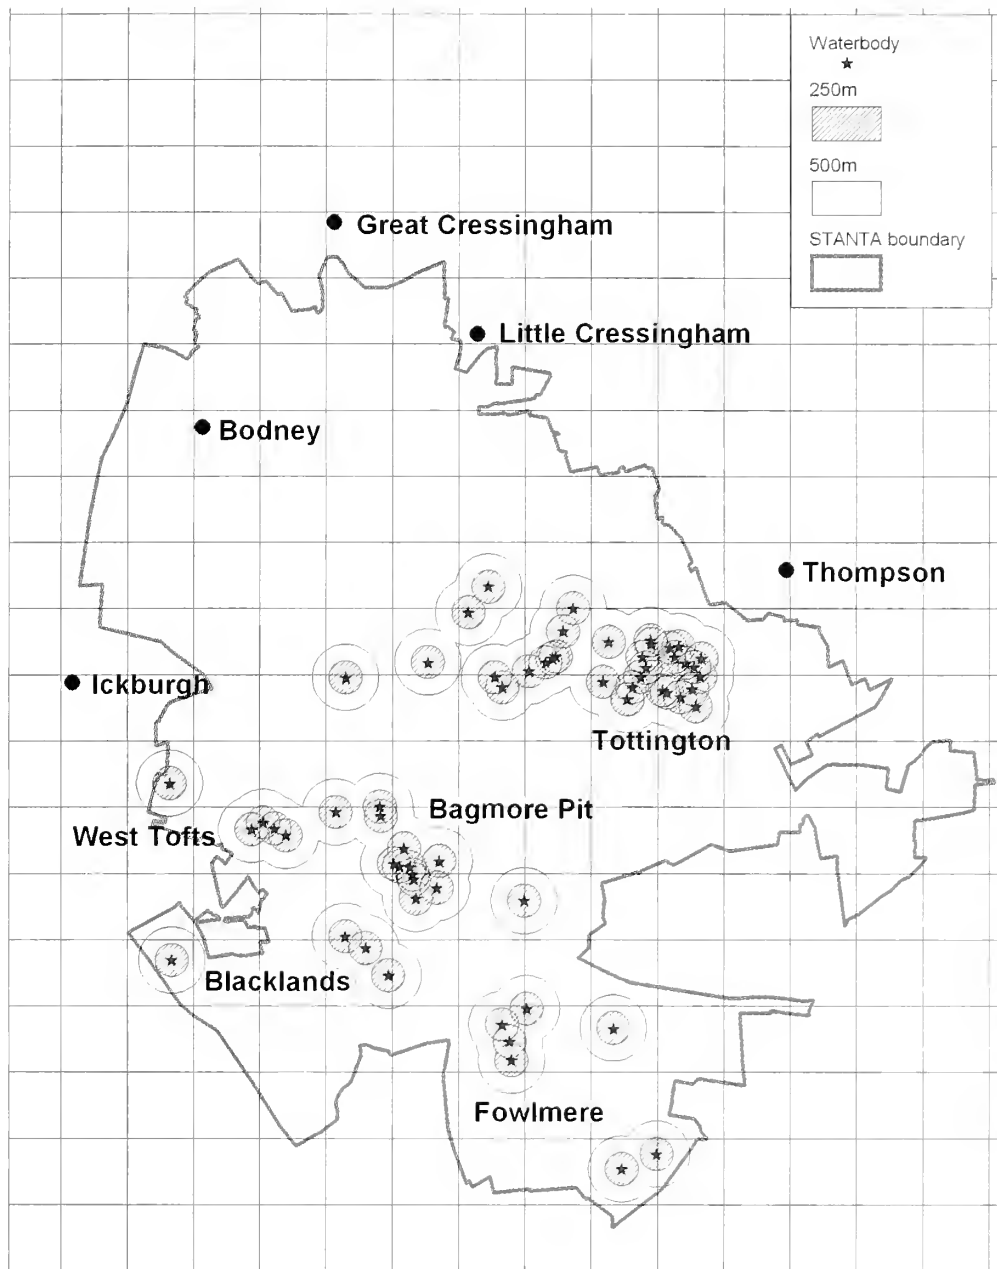 Waterbody
250m
500m
STANTA boundary
Great Cressingham
Little Cressingham
Bodney
Thompson
Ickburgh
Tottington
Bagmore Pit
West Tofts
Blacklands
Fowlmere